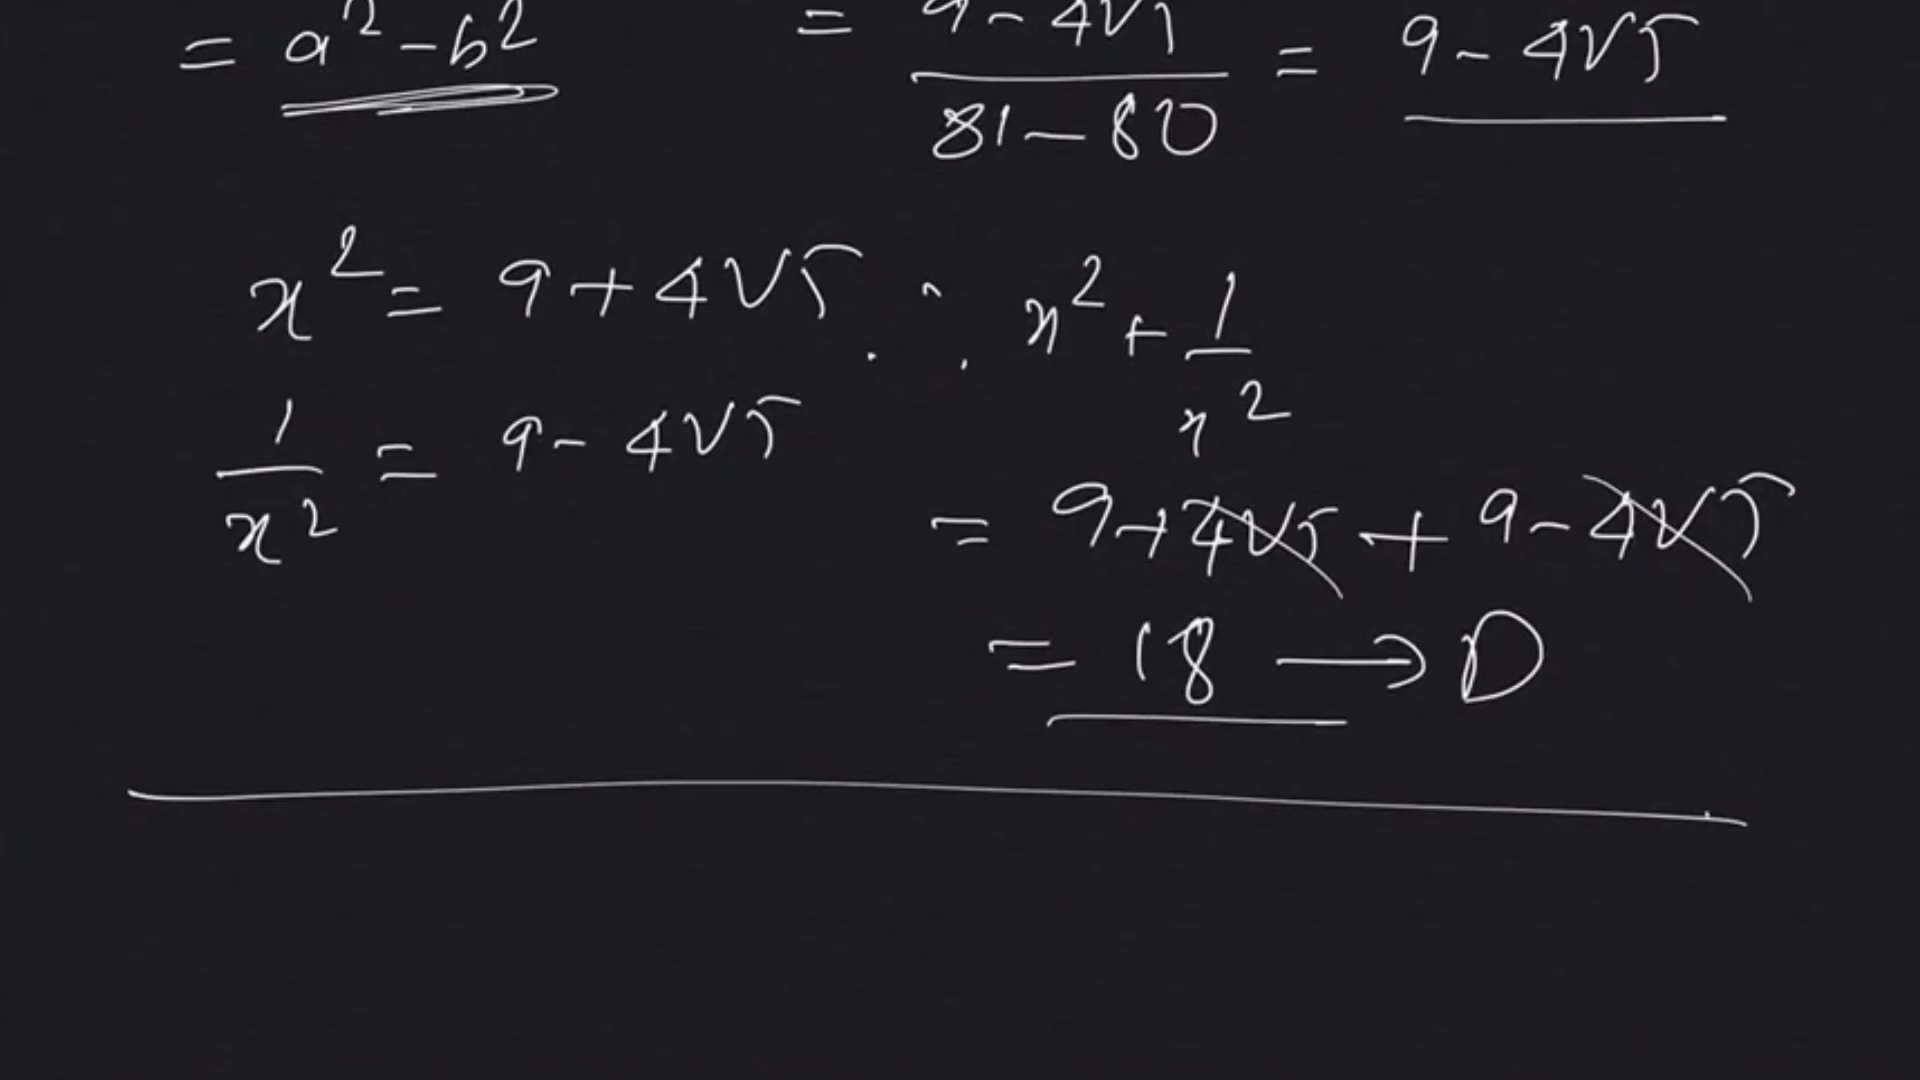 = a² - b²
= 9 - 4√5 / 81 - 80 = 9 - 4√5
x² = 9 + 4√5 ∴ x² + 1/x²
1/x² = 9 - 4√5
= 9 + 4√5 + 9 - 4√5
= 18 → D